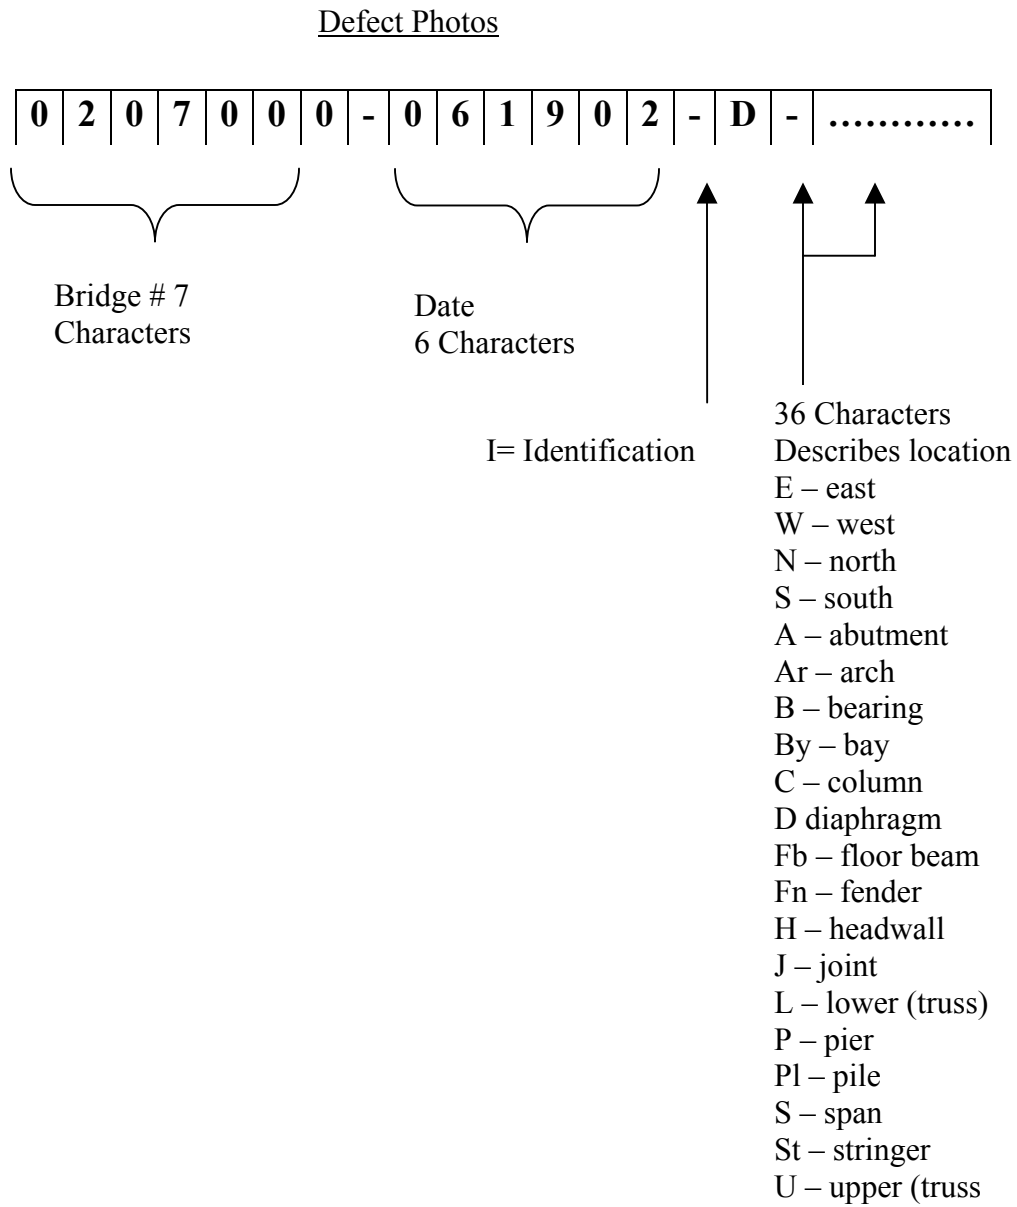 Defect Photos
0 2 0 7 0 0 0 - 0 6 1 9 0 2 - D - …………
Bridge # 7
Characters
Date
6 Characters
I= Identification
36 Characters
Describes location
E – east
W – west
N – north
S – south
A – abutment
Ar – arch
B – bearing
By – bay
C – column
D diaphragm
Fb – floor beam
Fn – fender
H – headwall
J – joint
L – lower (truss)
P – pier
Pl – pile
S – span
St – stringer
U – upper (truss